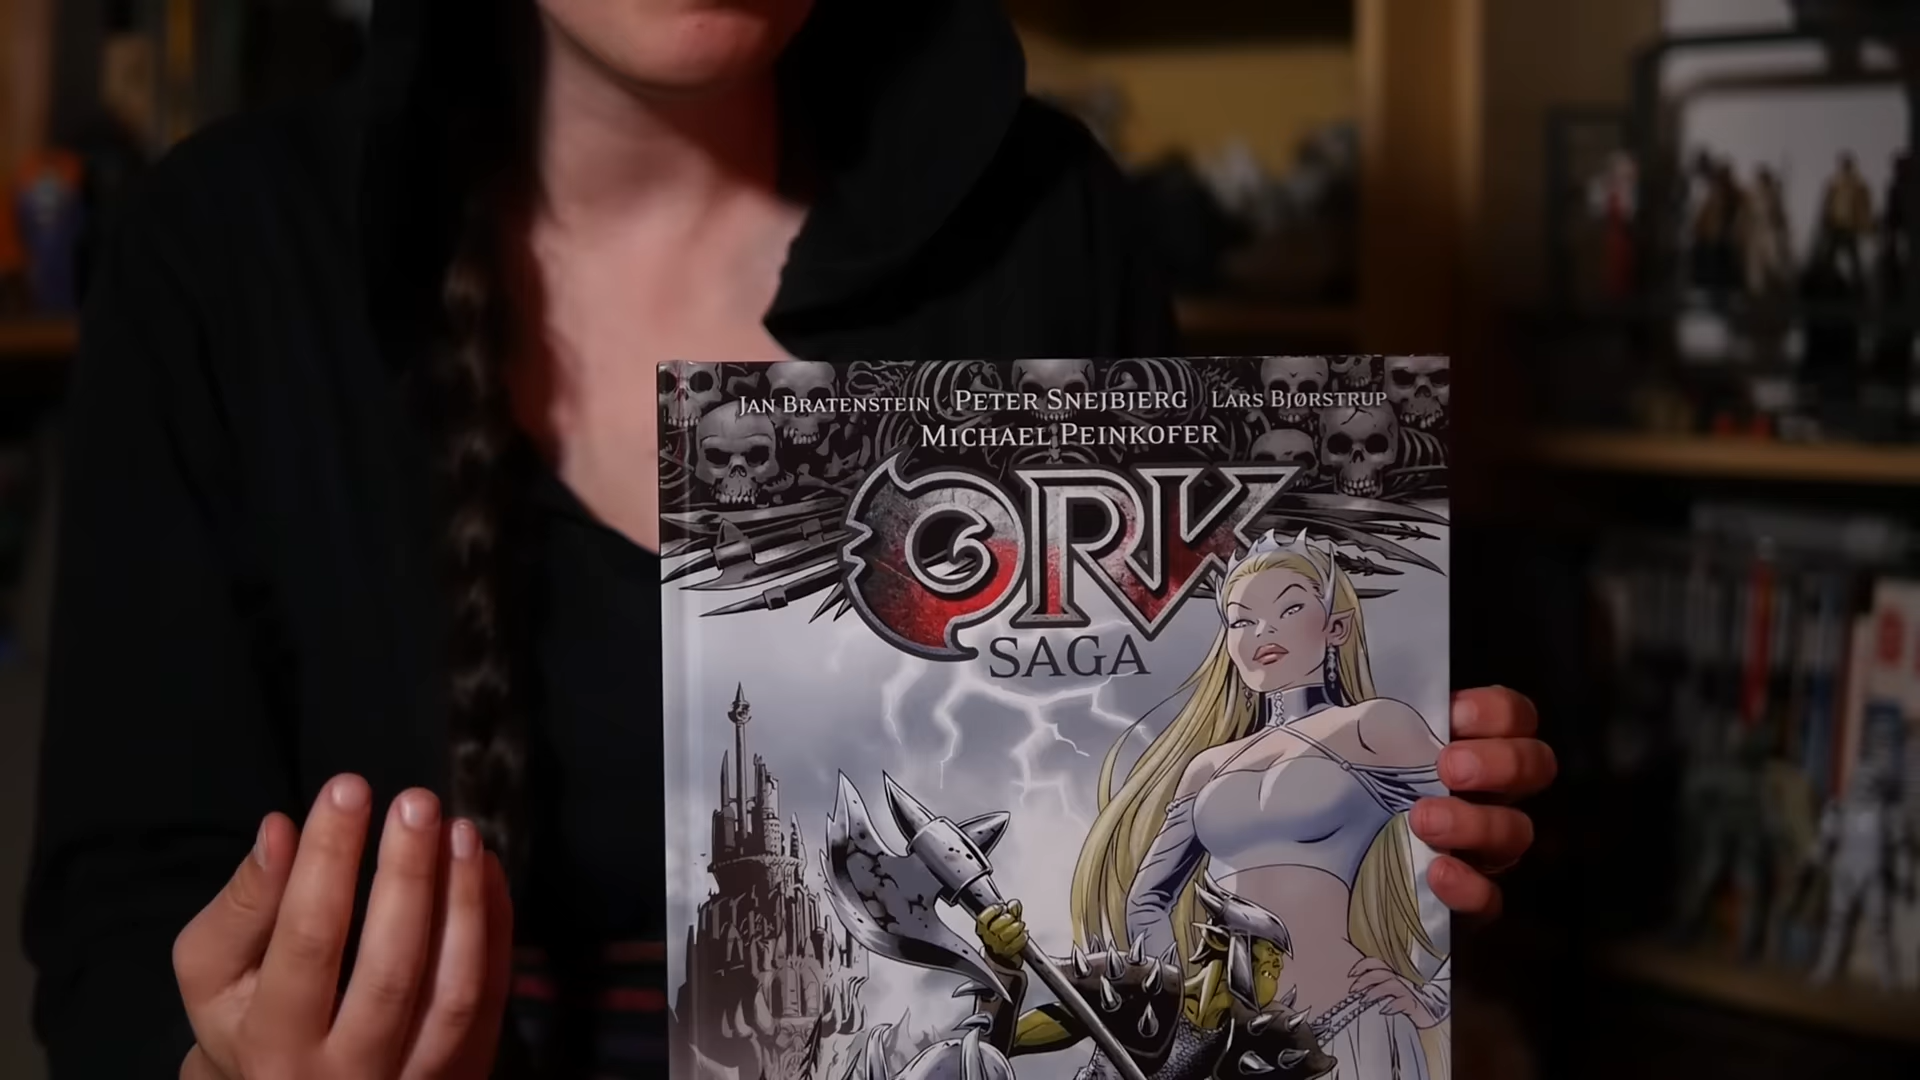 JAN BRATENSTEIN PETER SNEJBJERG LARS BJØRSTRUP
MICHAEL PEINKOFER
ORK
SAGA